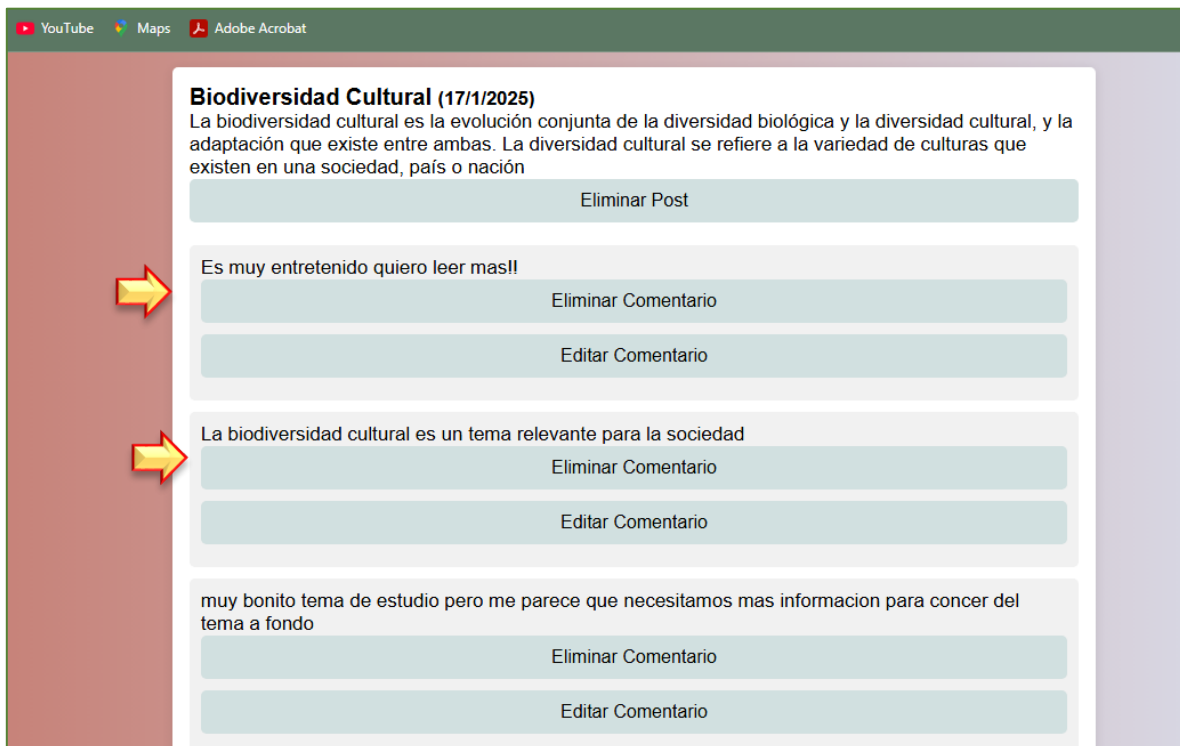 YouTube Maps Adobe Acrobat
Biodiversidad Cultural (17/1/2025)
La biodiversidad cultural es la evolución conjunta de la diversidad biológica y la diversidad cultural, y la
adaptación que existe entre ambas. La diversidad cultural se refiere a la variedad de culturas que
existen en una sociedad, país o nación
Eliminar Post
Es muy entretenido quiero leer mas!!
Eliminar Comentario
Editar Comentario
La biodiversidad cultural es un tema relevante para la sociedad
Eliminar Comentario
Editar Comentario
muy bonito tema de estudio pero me parece que necesitamos mas informacion para concer del
tema a fondo
Eliminar Comentario
Editar Comentario